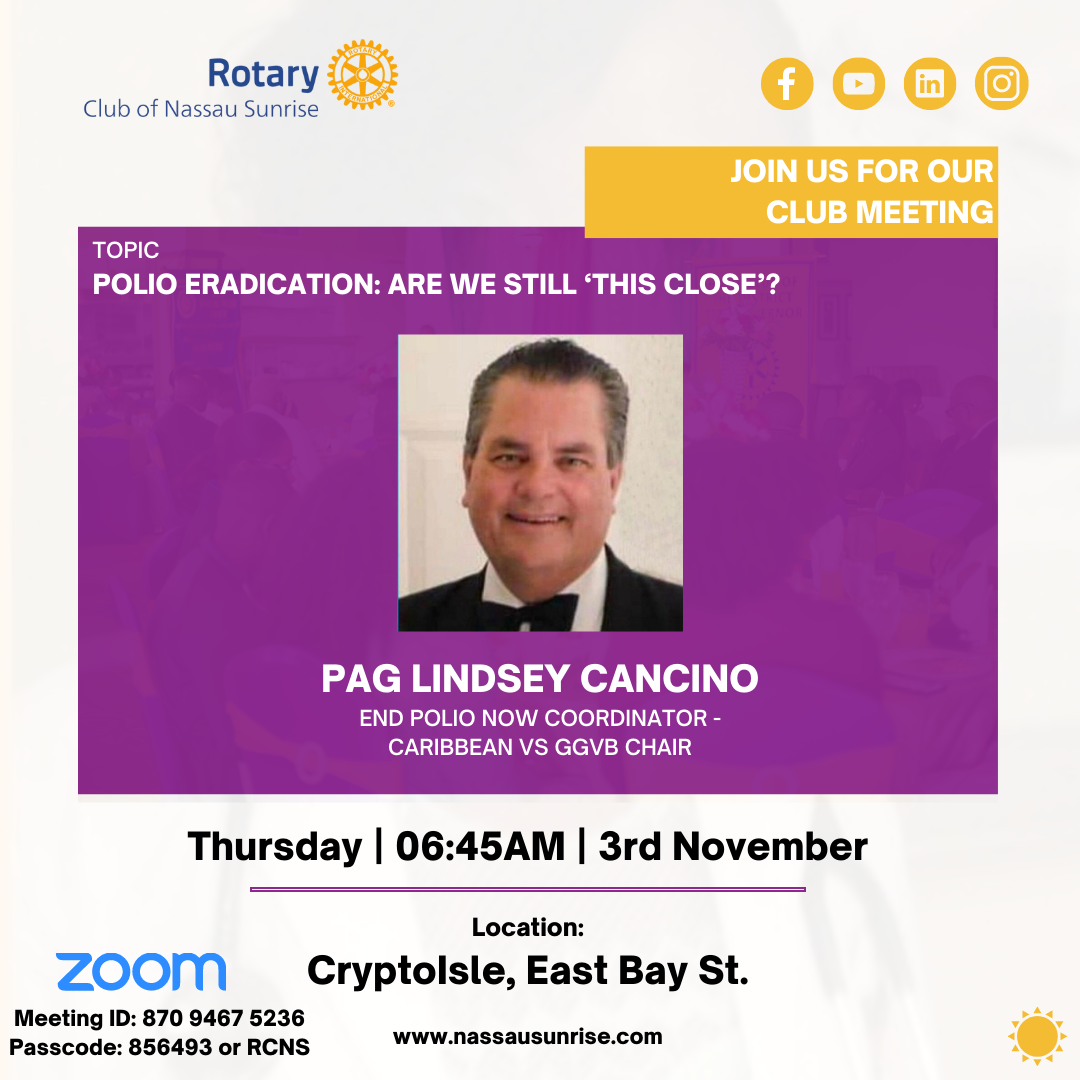 Rotary
Club of Nassau Sunrise
ROTARY
INTERNATIONAL
JOIN US FOR OUR
CLUB MEETING
TOPIC
POLIO ERADICATION: ARE WE STILL ‘THIS CLOSE’?
PAG LINDSEY CANCINO
END POLIO NOW COORDINATOR -
CARIBBEAN VS GGVB CHAIR
Thursday | 06:45AM | 3rd November
Location:
CryptoIsle, East Bay St.
zoom
Meeting ID: 870 9467 5236
Passcode: 856493 or RCNS
www.nassausunrise.com